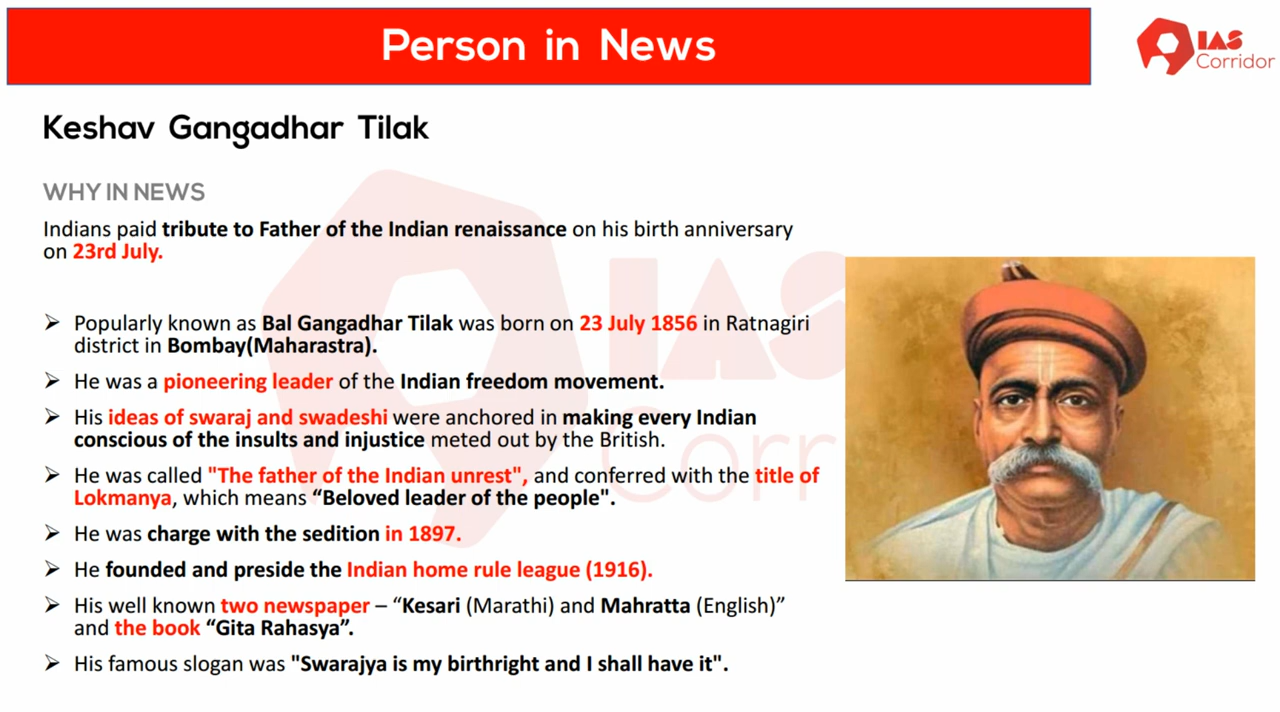 Person in News
IAS
Corridor
Keshav Gangadhar Tilak
WHY IN NEWS
Indians paid tribute to Father of the Indian renaissance on his birth anniversary
on 23rd July.
➢ Popularly known as Bal Gangadhar Tilak was born on 23 July 1856 in Ratnagiri
district in Bombay(Maharastra).
➢ He was a pioneering leader of the Indian freedom movement.
➢ His ideas of swaraj and swadeshi were anchored in making every Indian
conscious of the insults and injustice meted out by the British.
➢ He was called "The father of the Indian unrest", and conferred with the title of
Lokmanya, which means “Beloved leader of the people".
➢ He was charge with the sedition in 1897.
➢ He founded and preside the Indian home rule league (1916).
➢ His well known two newspaper – “Kesari (Marathi) and Mahratta (English)”
and the book “Gita Rahasya”.
➢ His famous slogan was "Swarajya is my birthright and I shall have it".
IAS
Corr